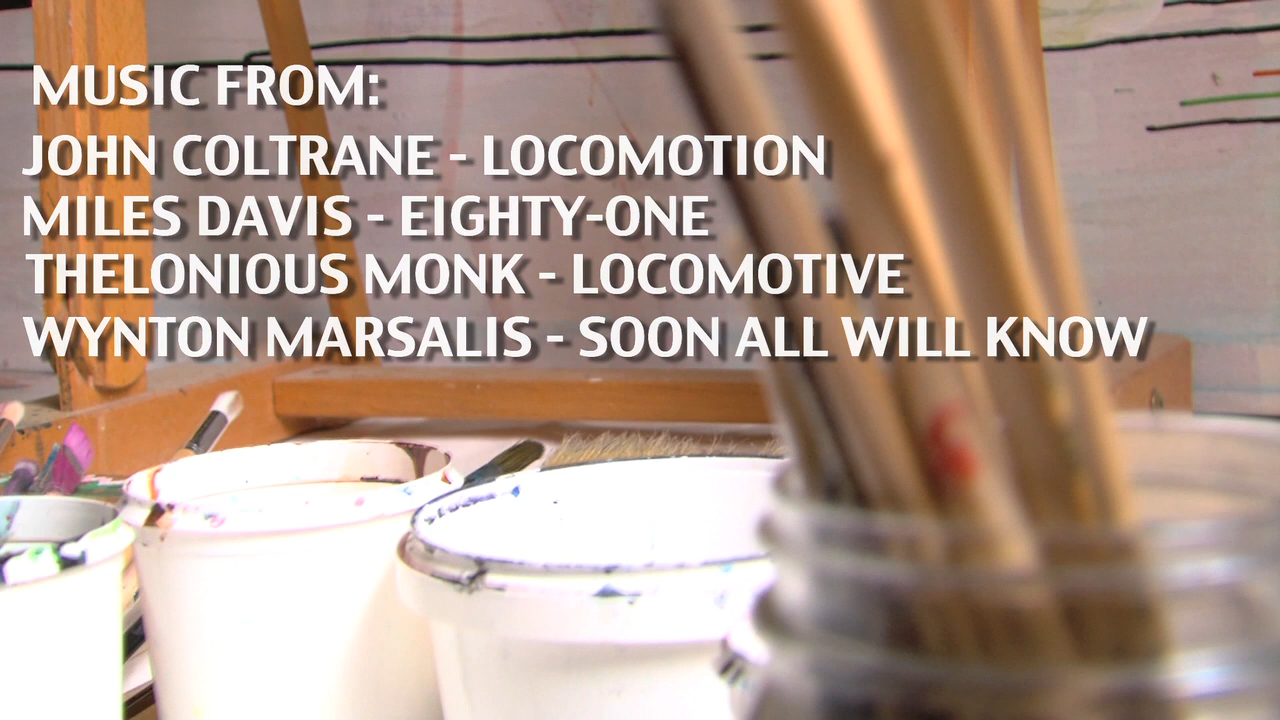 MUSIC FROM:
JOHN COLTRANE - LOCOMOTION
MILES DAVIS - EIGHTY-ONE
THELONIOUS MONK - LOCOMOTIVE
WYNTON MARSALIS - SOON ALL WILL KNOW